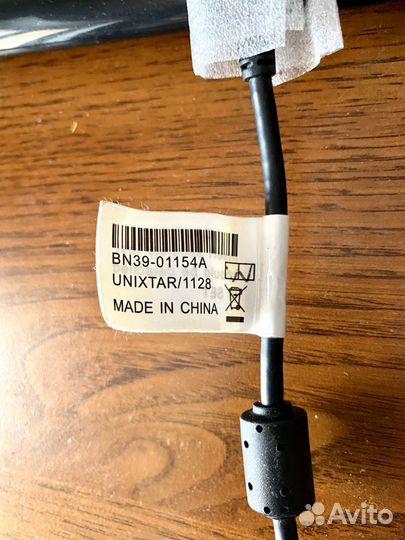 BN39-01154A
UNIXTAR/1128
MADE IN CHINA
Avito